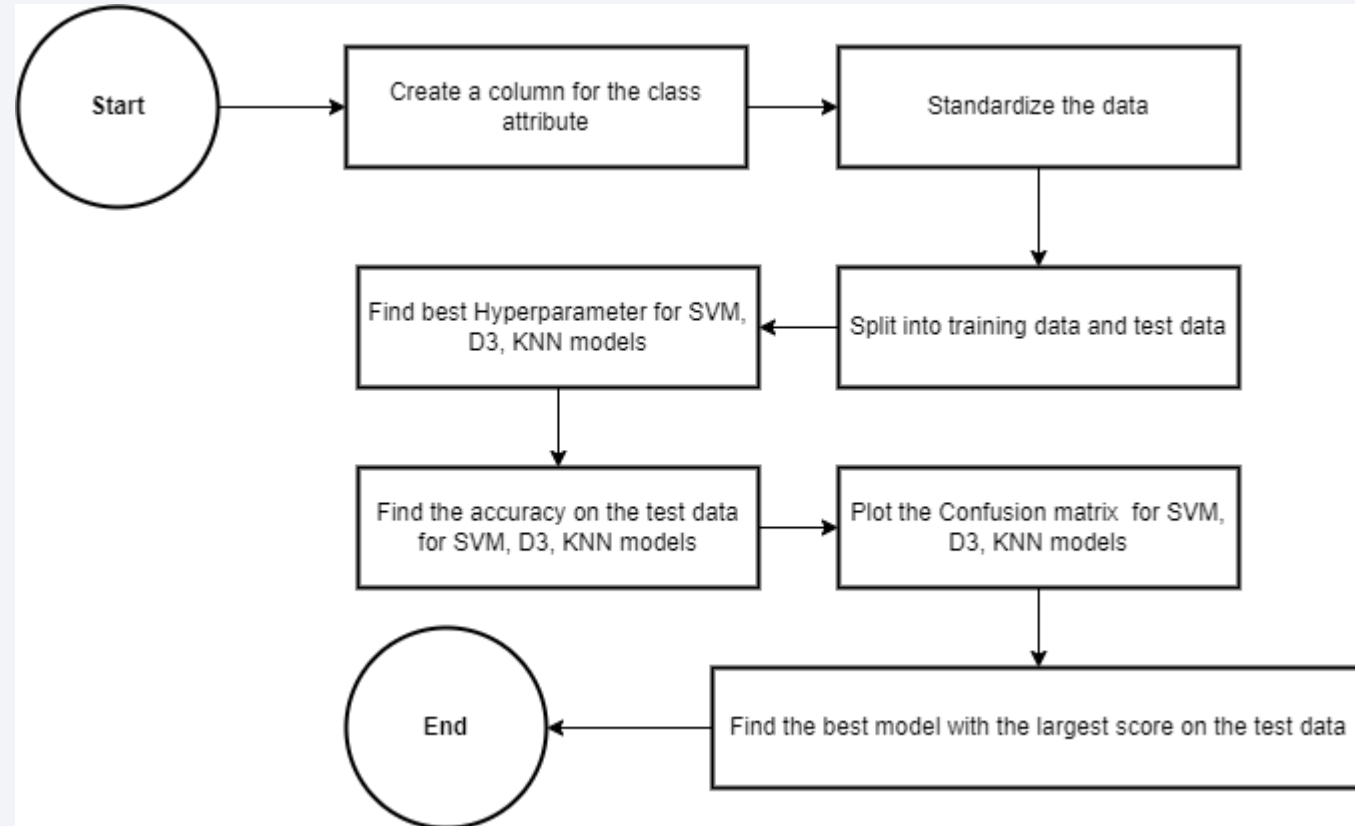 Start
Create a column for the class
attribute
Standardize the data
Split into training data and test data
Find best Hyperparameter for SVM,
D3, KNN models
Find the accuracy on the test data
for SVM, D3, KNN models
Plot the Confusion matrix for SVM,
D3, KNN models
Find the best model with the largest score on the test data
End